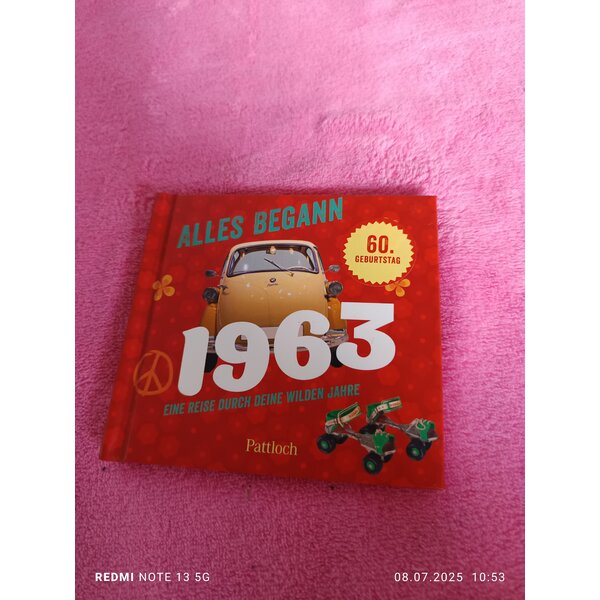 ALLES BEGANN
60.
GEBURTSTAG
1963
EINE REISE DURCH DEINE WILDEN JAHRE
Pattloch
REDMI NOTE 13 5G
08.07.2025 10:53